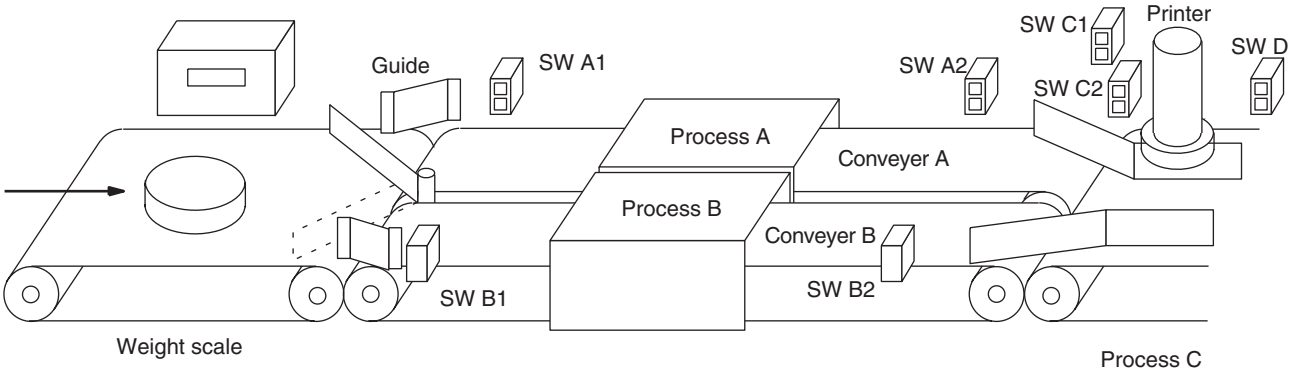 SW C1
Printer
Guide
SW A1
SW A2
SW C2
SW D
Process A
Conveyer A
Process B
Conveyer B
SW B1
SW B2
Weight scale
Process C